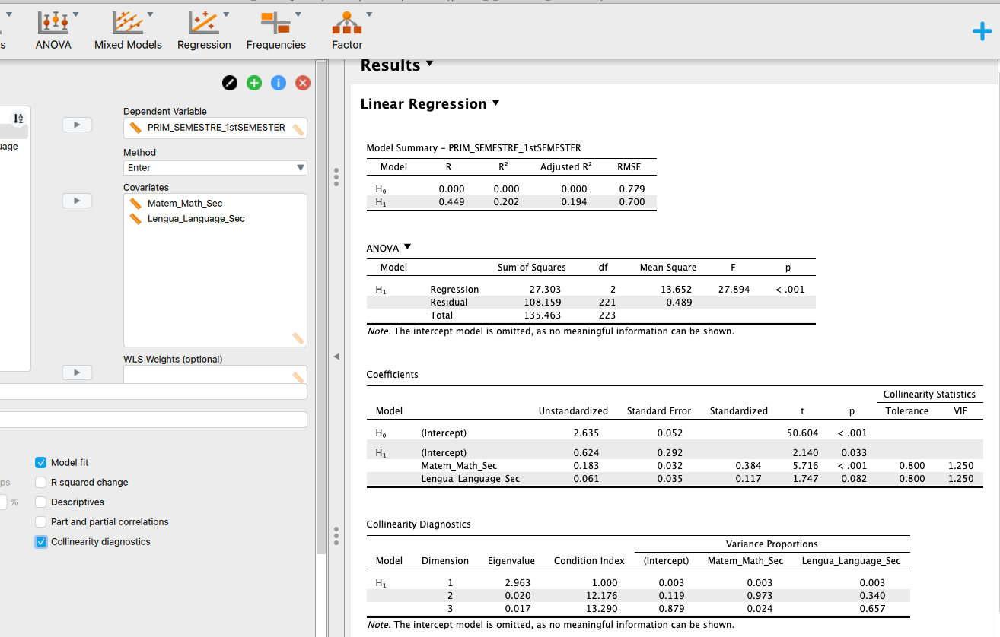 s ANOVA Mixed Models Regression Frequencies Factor
Results
Linear Regression
uage
Dependent Variable
PRIM_SEMESTRE_1stSEMESTER
Method
Enter
Covariates
Matem_Math_Sec
Lengua_Language_Sec
WLS Weights (optional)
ps
%
Model fit
R squared change
Descriptives
Part and partial correlations
Collinearity diagnostics
Model Summary – PRIM_SEMESTRE_1stSEMESTER
Model R R² Adjusted R² RMSE
H₀ 0.000 0.000 0.000 0.779
H₁ 0.449 0.202 0.194 0.700
ANOVA
Model Sum of Squares df Mean Square F p
H₁ Regression 27.303 2 13.652 27.894 < .001
Residual 108.159 221 0.489
Total 135.463 223
Note. The intercept model is omitted, as no meaningful information can be shown.
Coefficients
Collinearity Statistics
Model Unstandardized Standard Error Standardized t p Tolerance VIF
H₀ (Intercept) 2.635 0.052 50.604 < .001
H₁ (Intercept) 0.624 0.292 2.140 0.033
Matem_Math_Sec 0.183 0.032 0.384 5.716 < .001 0.800 1.250
Lengua_Language_Sec 0.061 0.035 0.117 1.747 0.082 0.800 1.250
Collinearity Diagnostics
Variance Proportions
Model Dimension Eigenvalue Condition Index (Intercept) Matem_Math_Sec Lengua_Language_Sec
H₁ 1 2.963 1.000 0.003 0.003 0.003
2 0.020 12.176 0.119 0.973 0.340
3 0.017 13.290 0.879 0.024 0.657
Note. The intercept model is omitted, as no meaningful information can be shown.